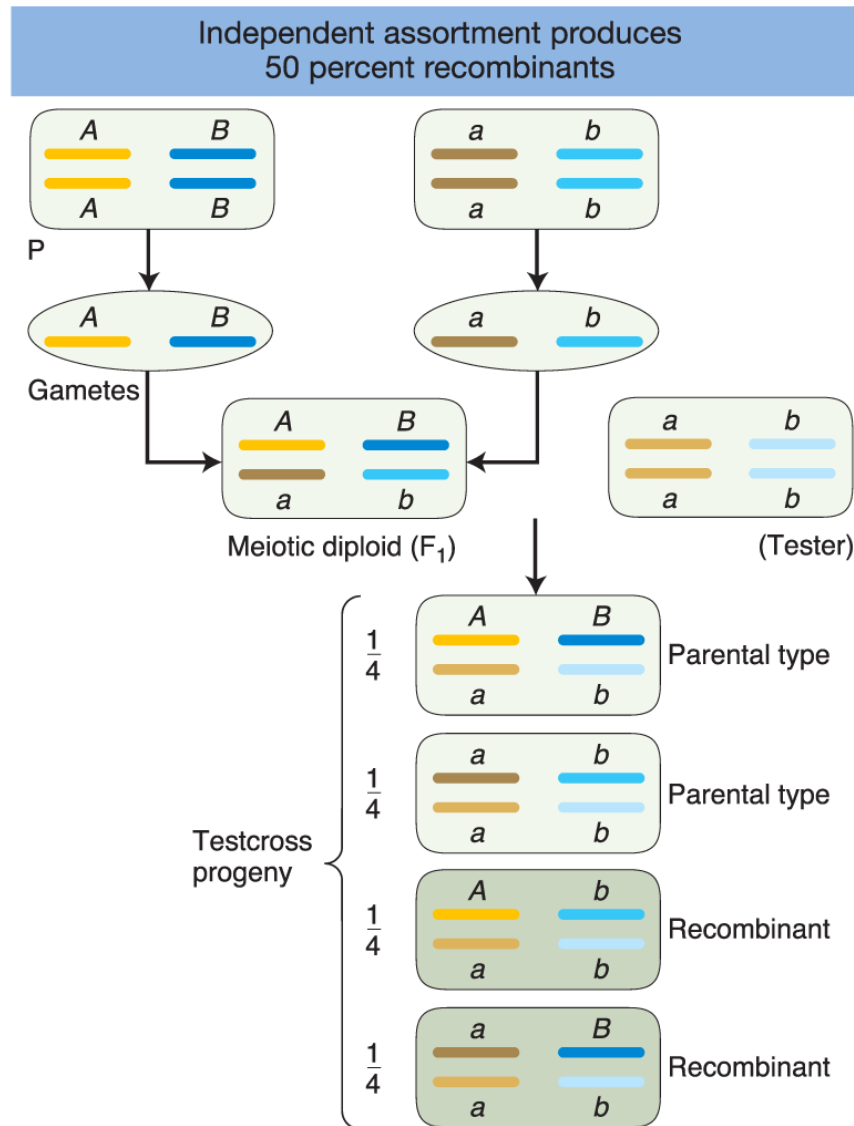 Independent assortment produces
50 percent recombinants
A B a b
A B a b
P
A B a b
Gametes
A B a b
a b a b
Meiotic diploid (F₁) (Tester)
A B
1/4 Parental type
a b
a b
1/4 Parental type
a b
Testcross
progeny
A b
1/4 Recombinant
a b
a B
1/4 Recombinant
a b